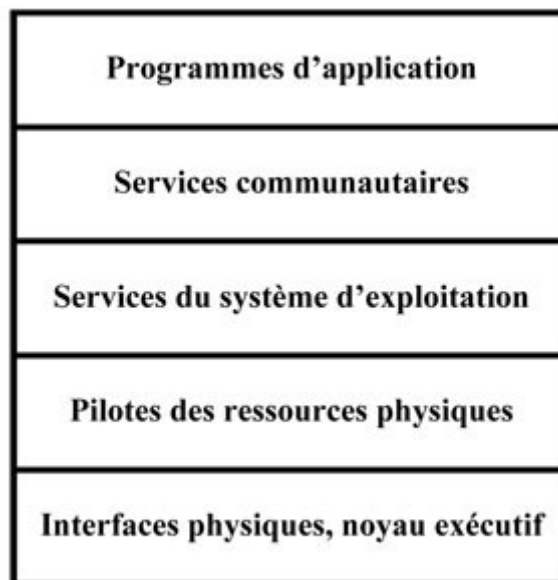 Programmes d’application
Services communautaires
Services du système d’exploitation
Pilotes des ressources physiques
Interfaces physiques, noyau exécutif